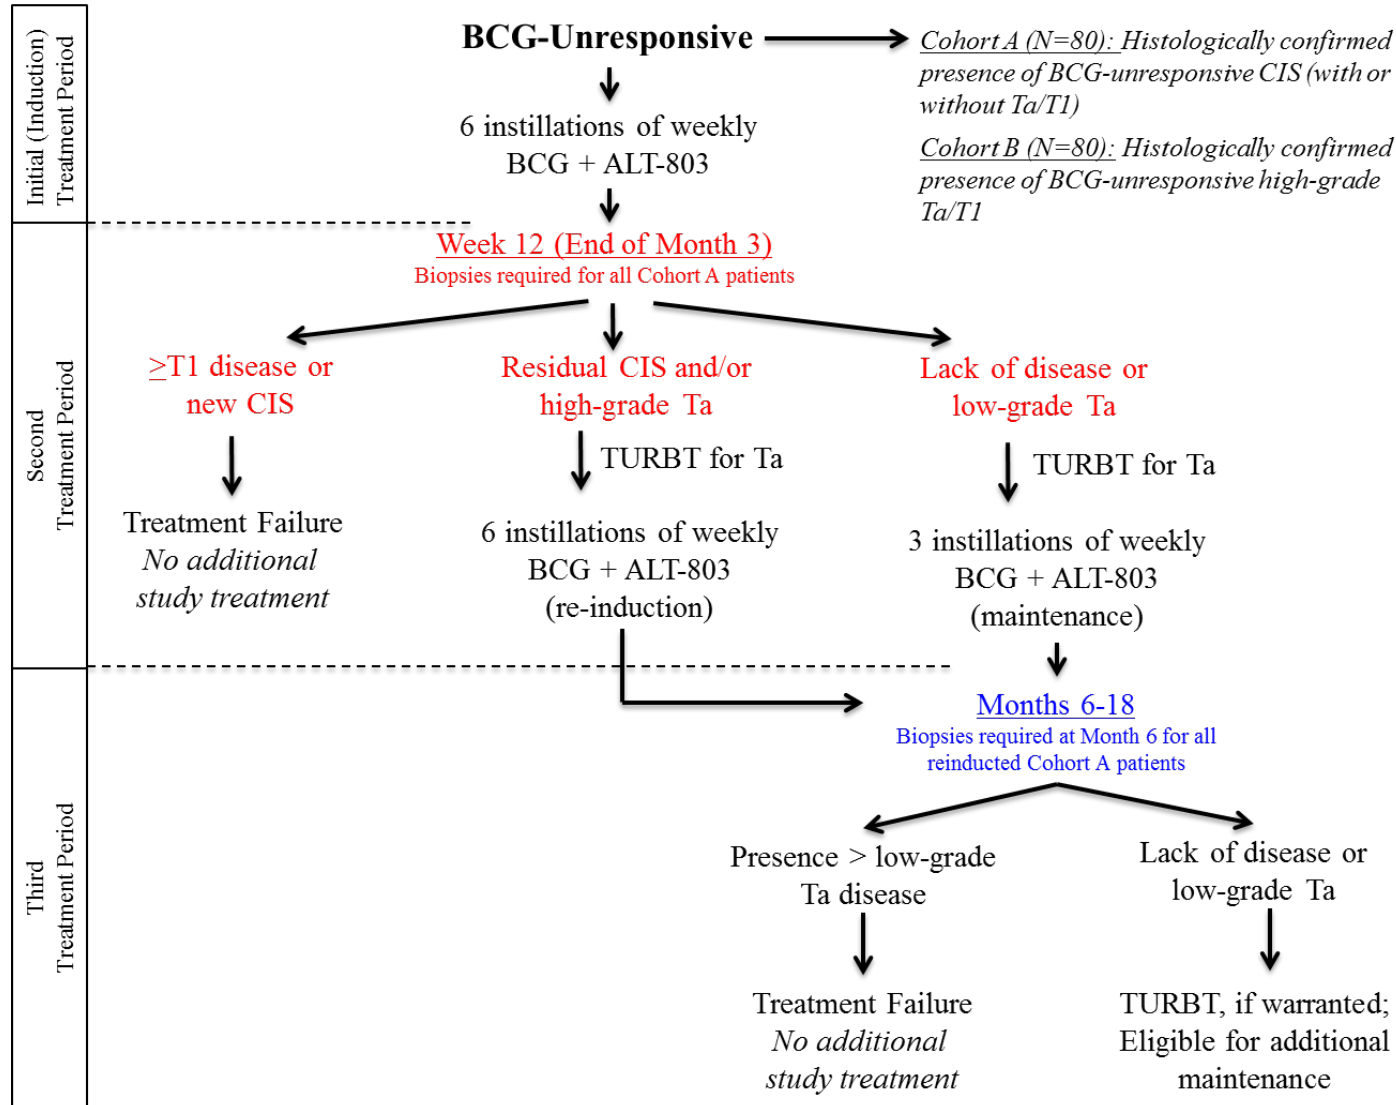 Initial (Induction)
Treatment Period
BCG-Unresponsive
Cohort A (N=80): Histologically confirmed
presence of BCG-unresponsive CIS (with or
without Ta/T1)
Cohort B (N=80): Histologically confirmed
presence of BCG-unresponsive high-grade
Ta/T1
6 instillations of weekly
BCG + ALT-803
Second
Treatment Period
Week 12 (End of Month 3)
Biopsies required for all Cohort A patients
≥T1 disease or
new CIS
Residual CIS and/or
high-grade Ta
Lack of disease or
low-grade Ta
TURBT for Ta
TURBT for Ta
Treatment Failure
No additional
study treatment
6 instillations of weekly
BCG + ALT-803
(re-induction)
3 instillations of weekly
BCG + ALT-803
(maintenance)
Third
Treatment Period
Months 6-18
Biopsies required at Month 6 for all
reinducted Cohort A patients
Presence > low-grade
Ta disease
Lack of disease or
low-grade Ta
Treatment Failure
No additional
study treatment
TURBT, if warranted;
Eligible for additional
maintenance